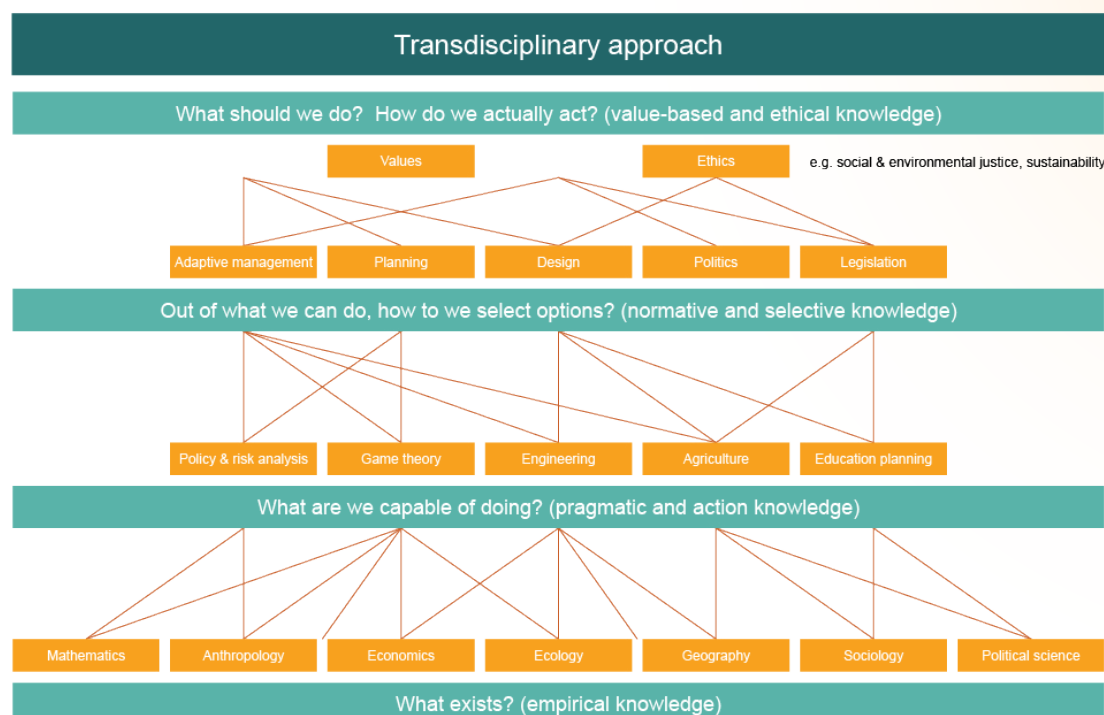 Transdisciplinary approach
What should we do? How do we actually act? (value-based and ethical knowledge)
Values
Ethics
e.g. social & environmental justice, sustainability
Adaptive management
Planning
Design
Politics
Legislation
Out of what we can do, how to we select options? (normative and selective knowledge)
Policy & risk analysis
Game theory
Engineering
Agriculture
Education planning
What are we capable of doing? (pragmatic and action knowledge)
Mathematics
Anthropology
Economics
Ecology
Geography
Sociology
Political science
What exists? (empirical knowledge)